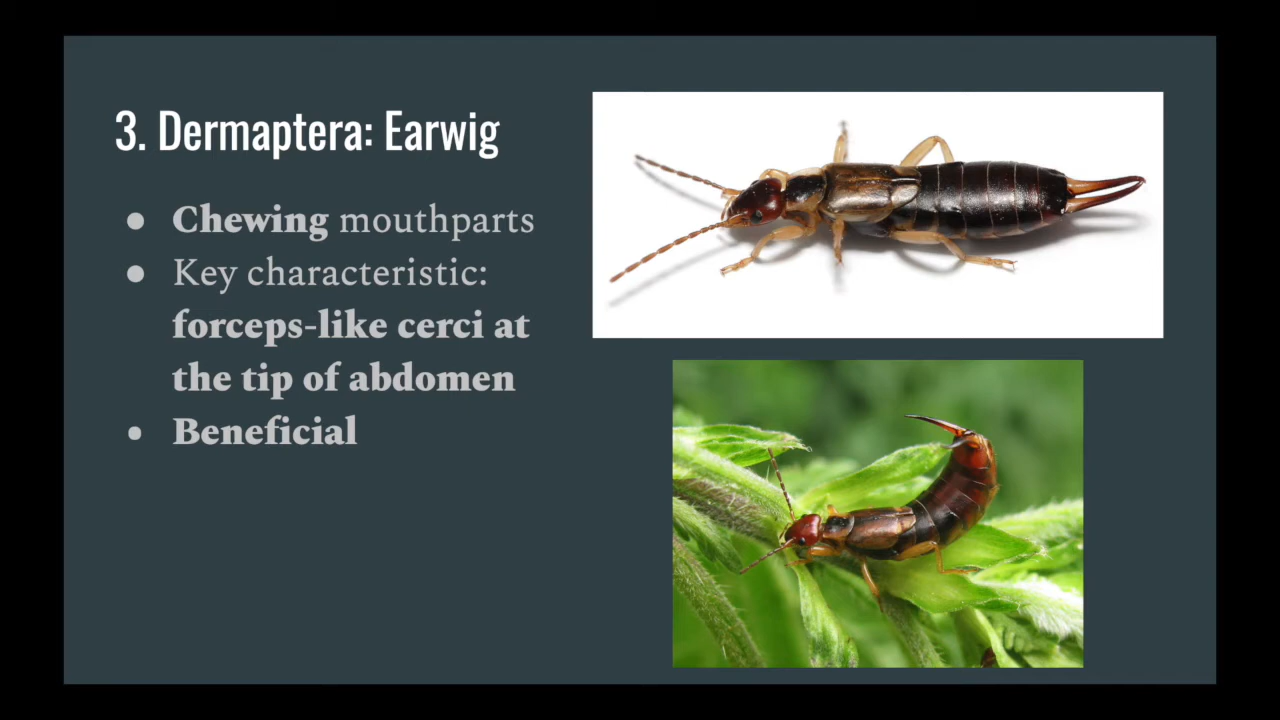 3. Dermaptera: Earwig
● Chewing mouthparts
● Key characteristic:
forceps-like cerci at
the tip of abdomen
● Beneficial